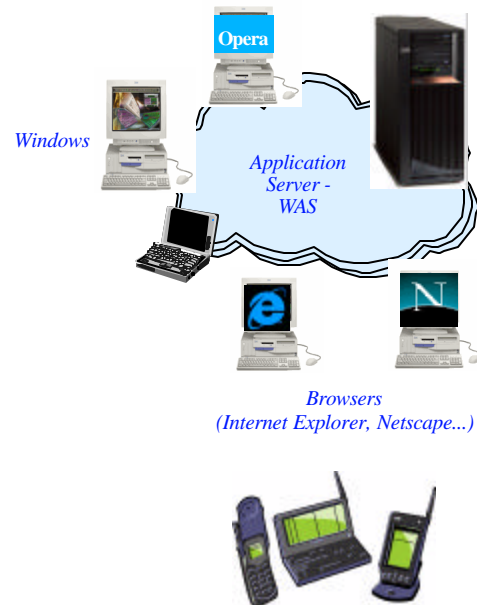 Opera
Windows
Application
Server -
WAS
N
Browsers
(Internet Explorer, Netscape...)